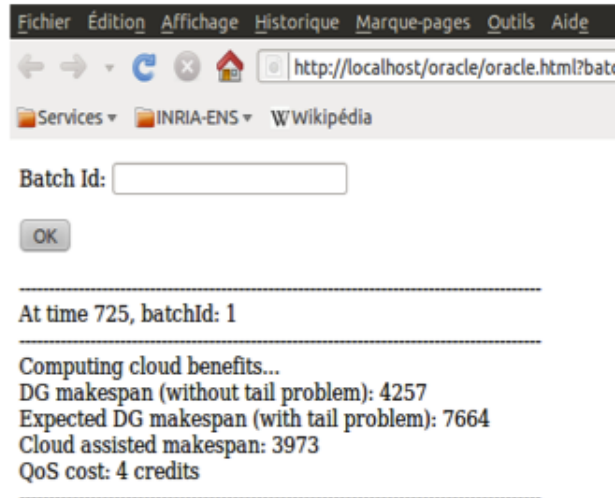 Fichier Édition Affichage Historique Marque-pages Outils Aide
http://localhost/oracle/oracle.html?batc
Services INRIA-ENS W Wikipédia
Batch Id:
OK
At time 725, batchId: 1
Computing cloud benefits...
DG makespan (without tail problem): 4257
Expected DG makespan (with tail problem): 7664
Cloud assisted makespan: 3973
QoS cost: 4 credits